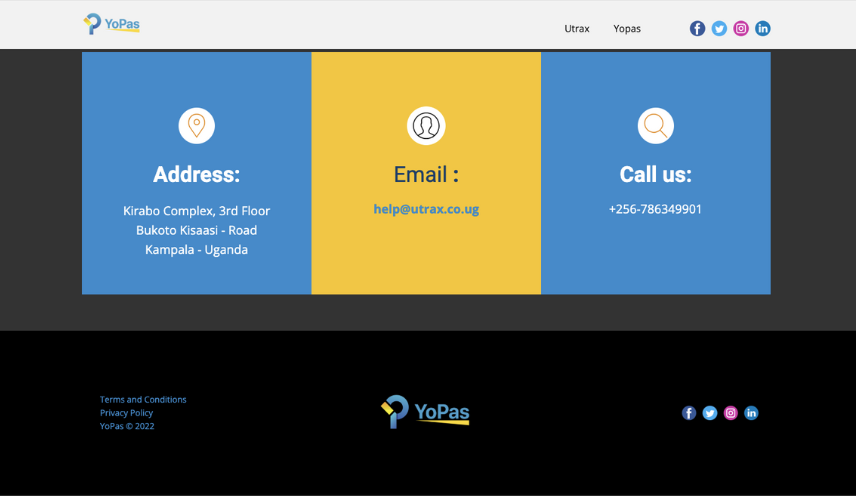 YoPas
Utrax
Yopas
Address:
Kirabo Complex, 3rd Floor
Bukoto Kisaasi - Road
Kampala - Uganda
Email :
help@utrax.co.ug
Call us:
+256-786349901
Terms and Conditions
Privacy Policy
YoPas © 2022
YoPas